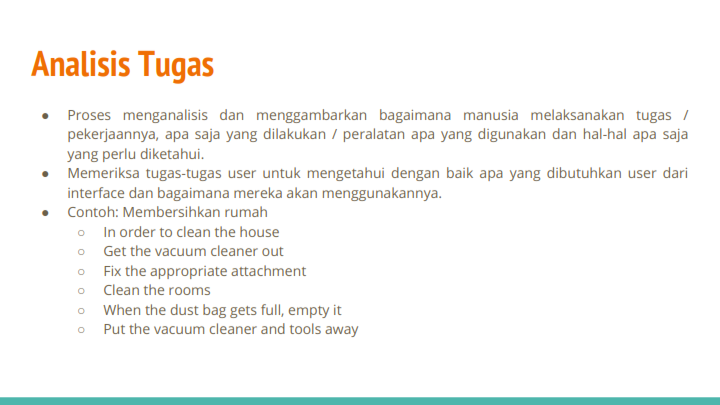 Analisis Tugas
● Proses menganalisis dan menggambarkan bagaimana manusia melaksanakan tugas /
pekerjaannya, apa saja yang dilakukan / peralatan apa yang digunakan dan hal-hal apa saja
yang perlu diketahui.
● Memeriksa tugas-tugas user untuk mengetahui dengan baik apa yang dibutuhkan user dari
interface dan bagaimana mereka akan menggunakannya.
● Contoh: Membersihkan rumah
○ In order to clean the house
○ Get the vacuum cleaner out
○ Fix the appropriate attachment
○ Clean the rooms
○ When the dust bag gets full, empty it
○ Put the vacuum cleaner and tools away